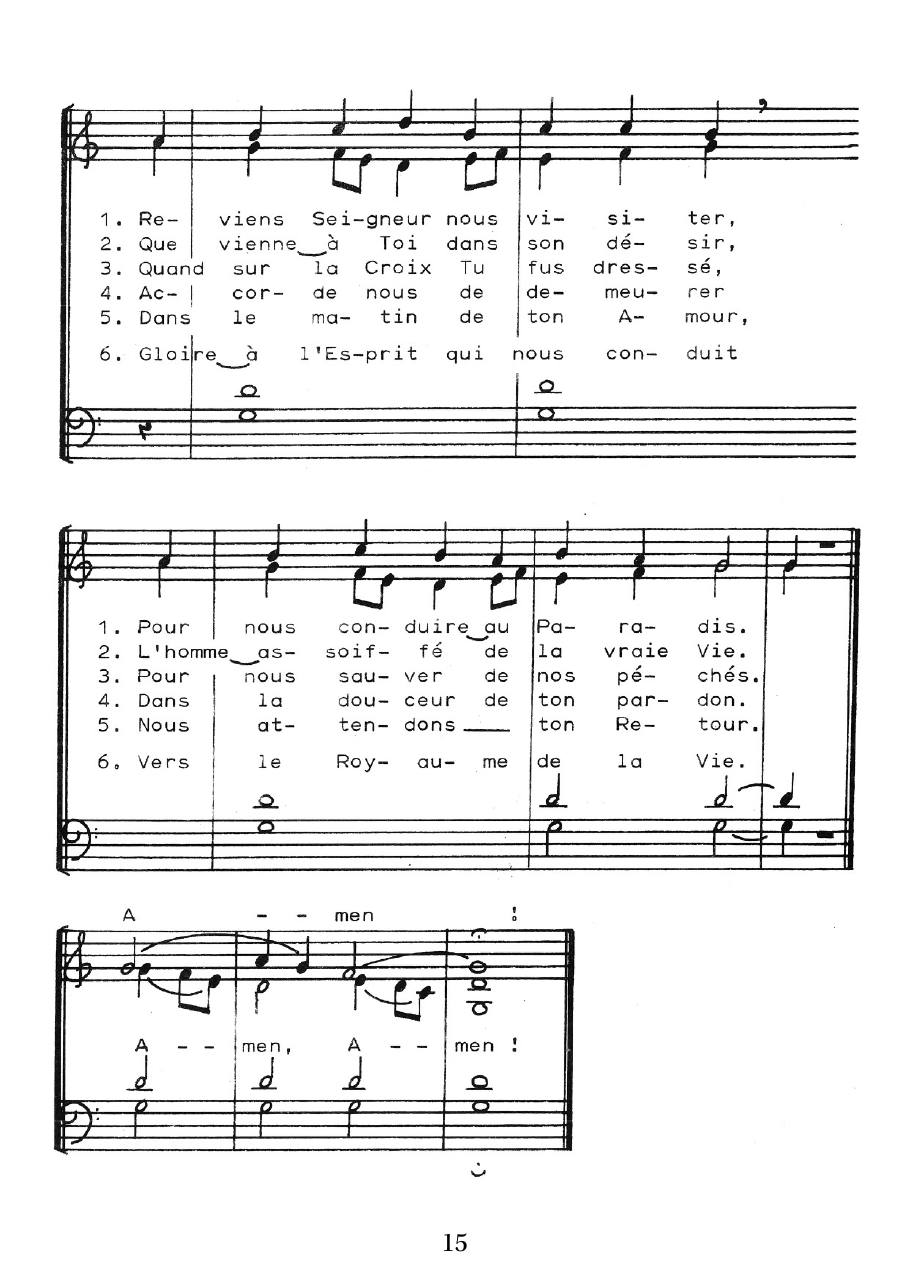 1. Re- viens Sei-gneur nous vi- si- ter,
2. Que vienne à Toi dans son dé- sir,
3. Quand sur la Croix Tu fus dres- sé,
4. Ac- cor- de nous de de- meu- rer
5. Dans le ma- tin de ton A- mour,
6. Gloire à l'Es-prit qui nous con- duit
1. Pour nous con- duire au Pa- ra- dis.
2. L'homme as- soif- fé de la vraie Vie.
3. Pour nous sau- ver de nos pé- chés.
4. Dans la dou- ceur de ton par- don.
5. Nous at- ten- dons ton Re- tour.
6. Vers le Roy- au- me de la Vie.
A - - men !
A - - men, A - - men !
15